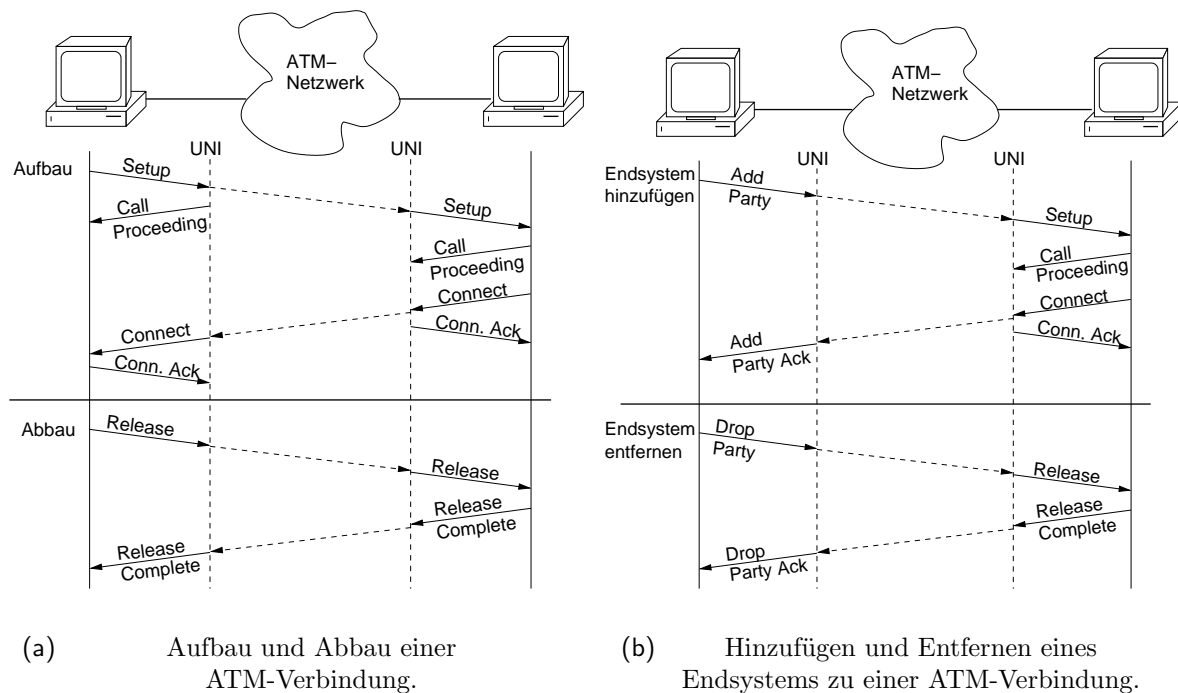 ATM–
Netzwerk
UNI
UNI
Aufbau
Setup
Call
Proceeding
Setup
Call
Proceeding
Connect
Connect
Conn. Ack
Conn. Ack
Abbau
Release
Release
Release
Complete
Release
Complete
(a) Aufbau und Abbau einer
ATM-Verbindung.
ATM–
Netzwerk
UNI
UNI
Endsystem
hinzufügen
Add
Party
Setup
Call
Proceeding
Connect
Conn. Ack
Add
Party Ack
Endsystem
entfernen
Drop
Party
Release
Release
Complete
Drop
Party Ack
(b) Hinzufügen und Entfernen eines
Endsystems zu einer ATM-Verbindung.